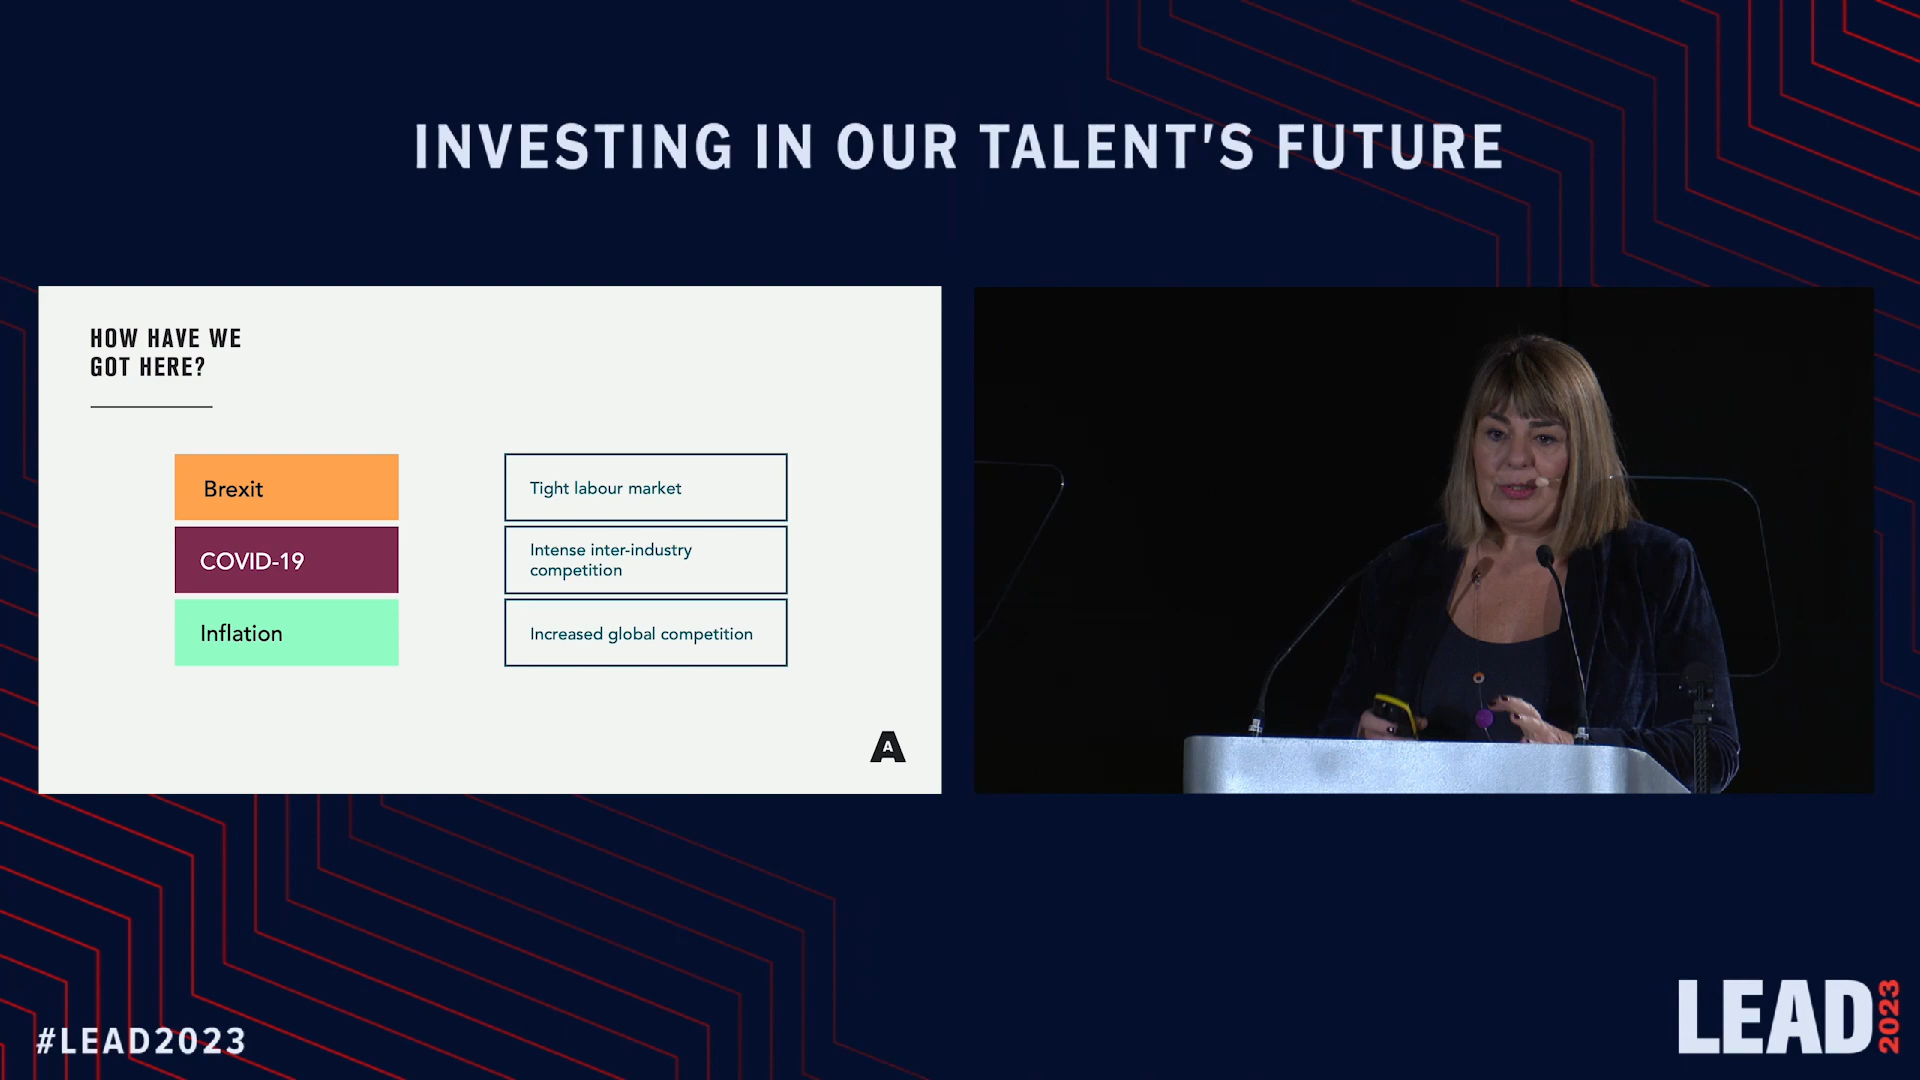 INVESTING IN OUR TALENT'S FUTURE
HOW HAVE WE
GOT HERE?
Brexit
COVID-19
Inflation
Tight labour market
Intense inter-industry
competition
Increased global competition
A
#LEAD2023
LEAD 2023